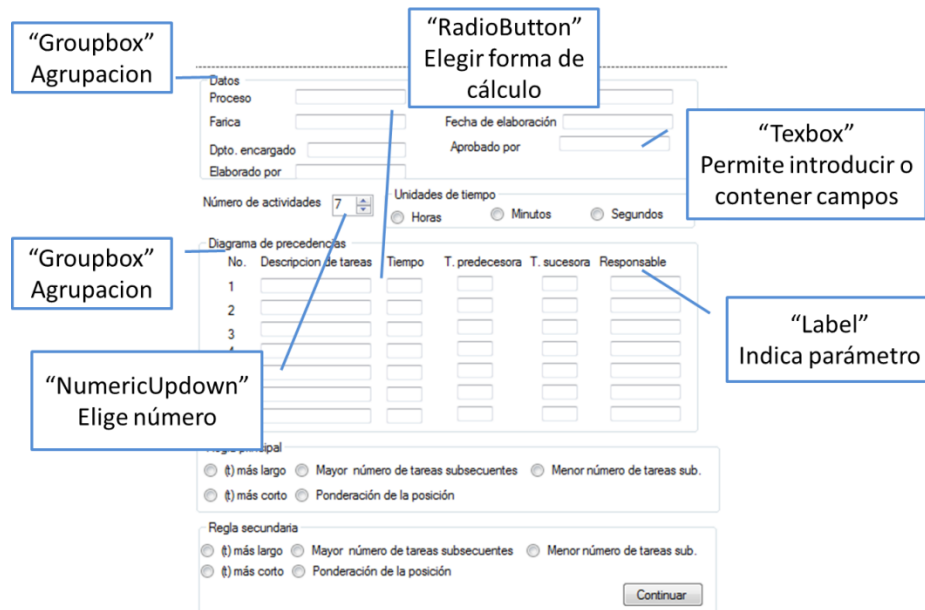 “Groupbox”
Agrupacion
“RadioButton”
Elegir forma de
cálculo
Datos
Proceso
Farica
Fecha de elaboración
Dpto. encargado
Aprobado por
Elaborado por
“Texbox”
Permite introducir o
contener campos
Número de actividades 7
Unidades de tiempo
Horas Minutos Segundos
“Groupbox”
Agrupacion
Diagrama de precedencias
No. Descripcion de tareas Tiempo T. predecesora T. sucesora Responsable
1
2
3
“Label”
Indica parámetro
“NumericUpdown”
Elige número
principal
(t) más largo Mayor número de tareas subsecuentes Menor número de tareas sub.
(t) más corto Ponderación de la posición
Regla secundaria
(t) más largo Mayor número de tareas subsecuentes Menor número de tareas sub.
(t) más corto Ponderación de la posición
Continuar